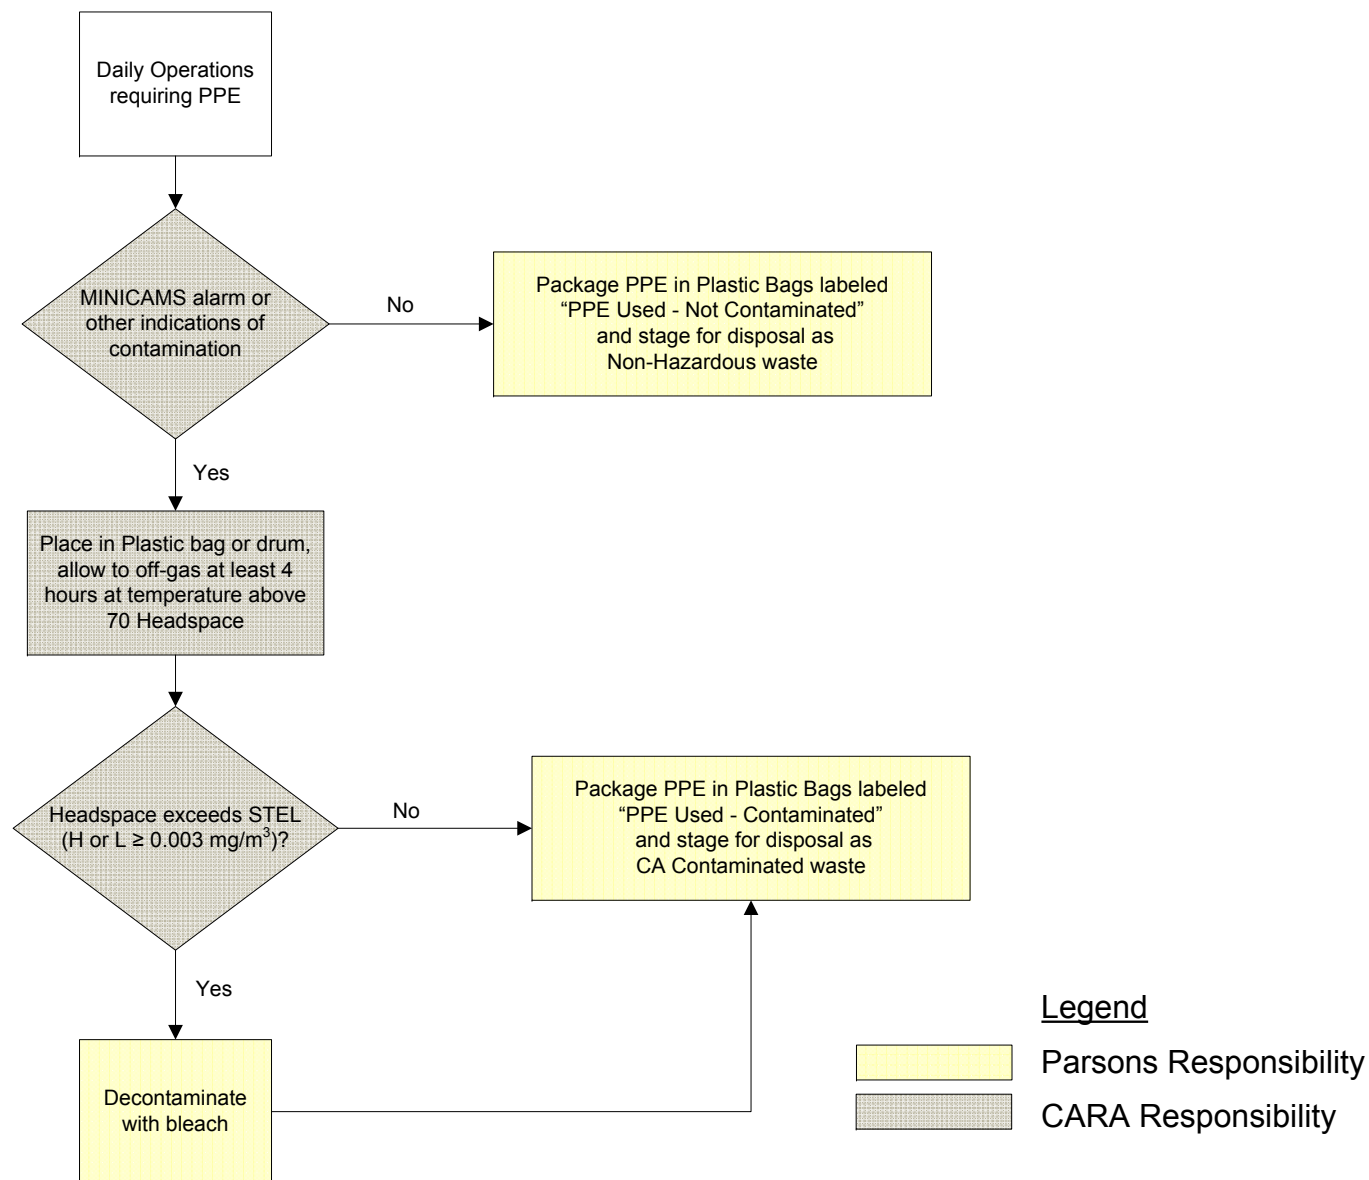 Daily Operations
requiring PPE
MINICAMS alarm or
other indications of
contamination
No
Package PPE in Plastic Bags labeled
“PPE Used - Not Contaminated”
and stage for disposal as
Non-Hazardous waste
Yes
Place in Plastic bag or drum,
allow to off-gas at least 4
hours at temperature above
70 Headspace
Headspace exceeds STEL
(H or L ≥ 0.003 mg/m³)?
No
Package PPE in Plastic Bags labeled
“PPE Used - Contaminated”
and stage for disposal as
CA Contaminated waste
Yes
Decontaminate
with bleach
Legend
Parsons Responsibility
CARA Responsibility